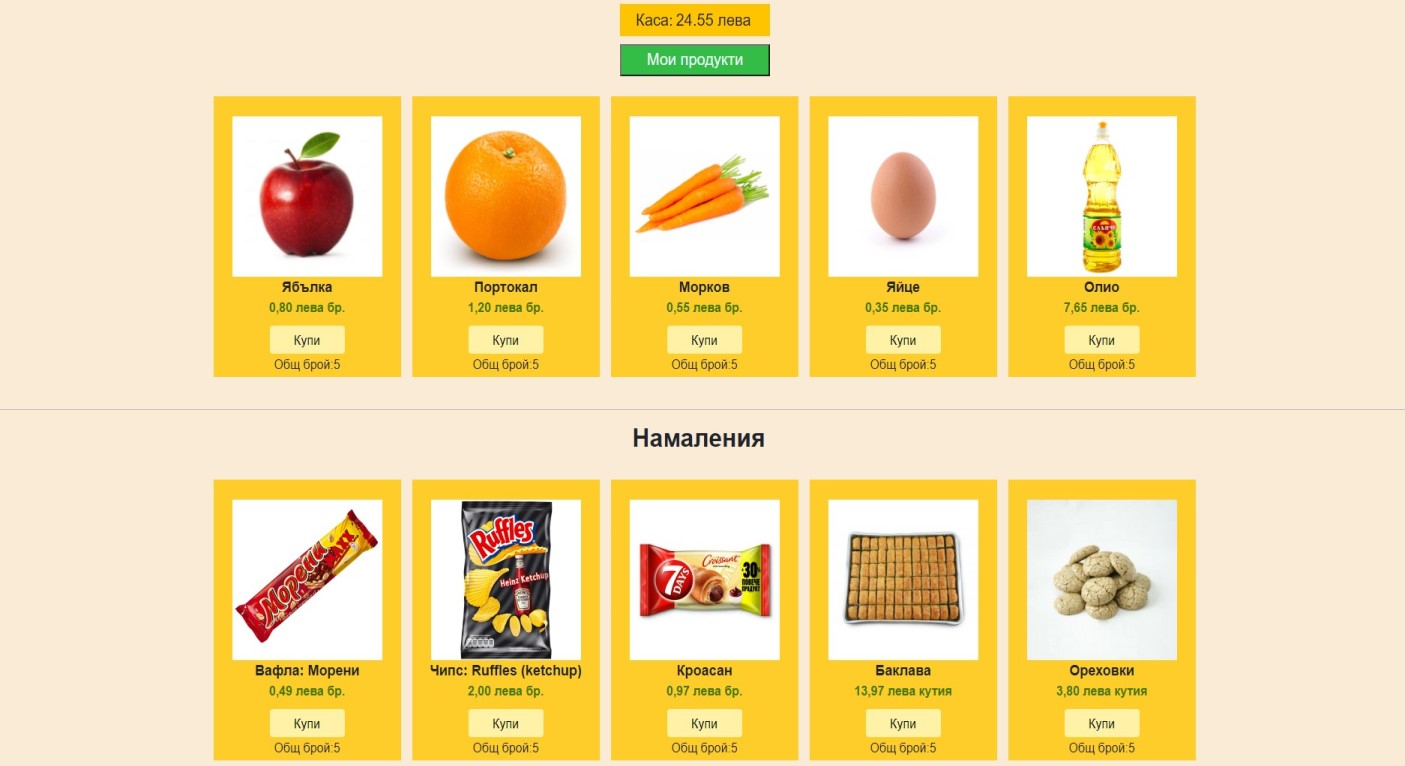 Каса: 24.55 лева
Мои продукти
Ябълка
0,80 лева бр.
Купи
Общ брой:5
Портокал
1,20 лева бр.
Купи
Общ брой:5
Морков
0,55 лева бр.
Купи
Общ брой:5
Яйце
0,35 лева бр.
Купи
Общ брой:5
Олио
7,65 лева бр.
Купи
Общ брой:5
Намаления
Морени
MAXX
Вафла: Морени
0,49 лева бр.
Купи
Общ брой:5
Ruffles
Heinz Ketchup
Чипс: Ruffles (ketchup)
2,00 лева бр.
Купи
Общ брой:5
7
DAYS
Croissant
30%
ПОВЕЧЕ
ПРОДУКТ
Кроасан
0,97 лева бр.
Купи
Общ брой:5
Баклава
13,97 лева кутия
Купи
Общ брой:5
Ореховки
3,80 лева кутия
Купи
Общ брой:5